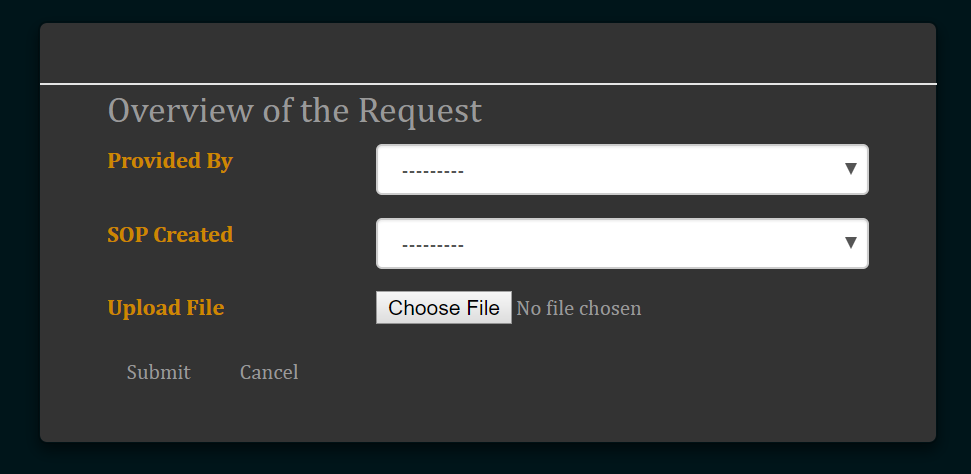 Overview of the Request
Provided By
---------
SOP Created
---------
Upload File Choose File No file chosen
Submit Cancel